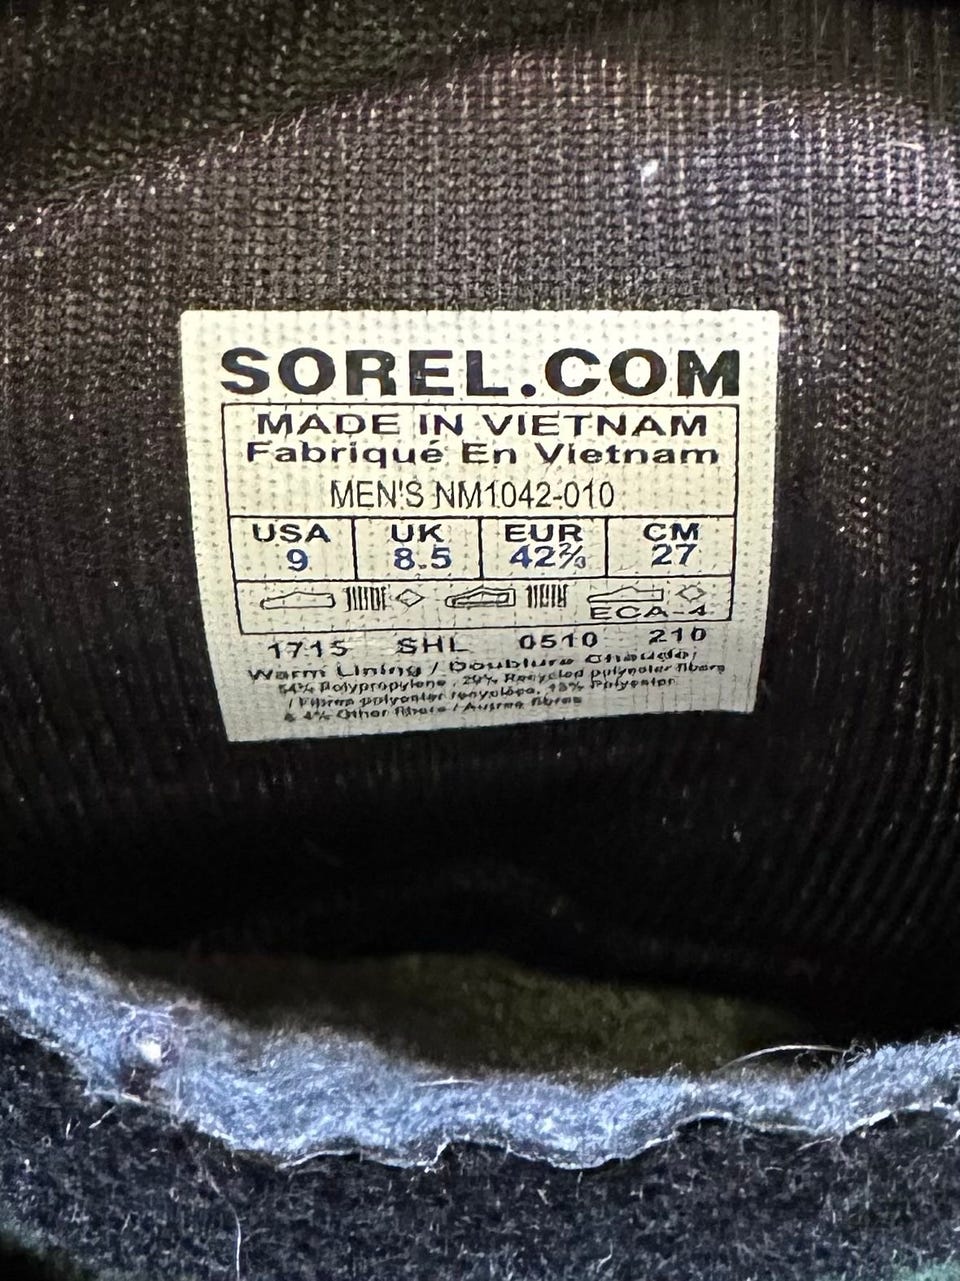 SOREL.COM
MADE IN VIETNAM
Fabriqué En Vietnam
MEN'S NM1042-010
USA UK EUR CM
9 8.5 42⅔ 27
ECA-4
1715 SHL 0510 210
Warm Lining / Doublure Chaude:
Polypropylene, 29% Recycled polyester fibers
/ Fibres polyester recyclées, 13% Polyester
& 4% Other fibers / Autres fibres